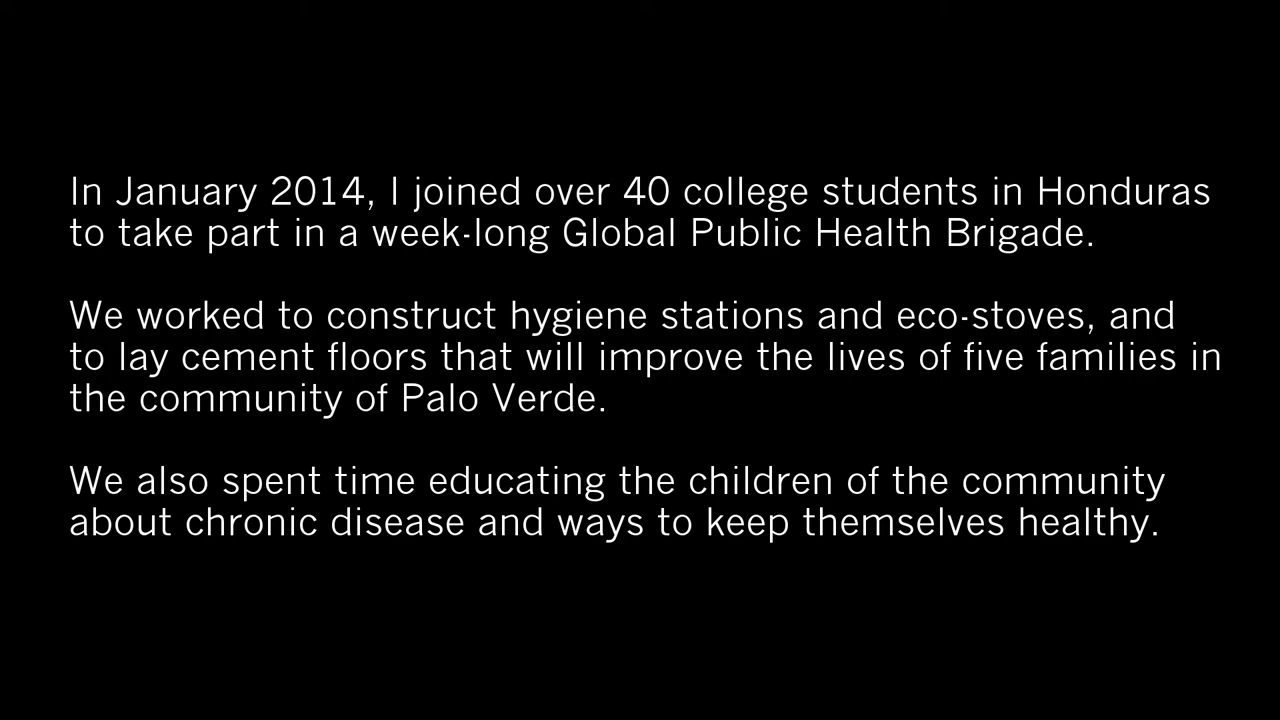 In January 2014, I joined over 40 college students in Honduras
to take part in a week-long Global Public Health Brigade.
We worked to construct hygiene stations and eco-stoves, and
to lay cement floors that will improve the lives of five families in
the community of Palo Verde.
We also spent time educating the children of the community
about chronic disease and ways to keep themselves healthy.